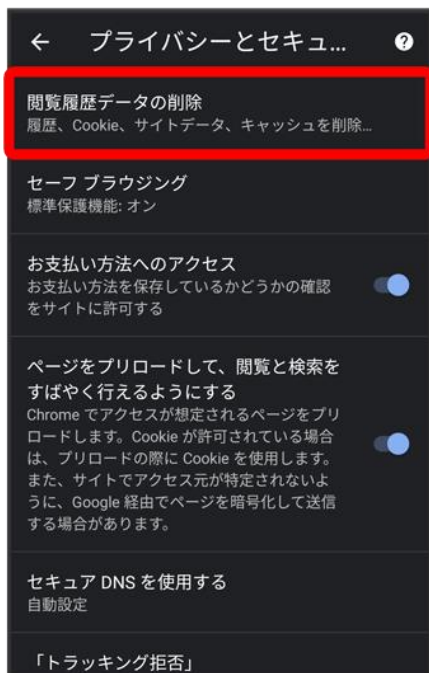 プライバシーとセキュ...
閲覧履歴データの削除
履歴、Cookie、サイトデータ、キャッシュを削除...
セーフ ブラウジング
標準保護機能: オン
お支払い方法へのアクセス
お支払い方法を保存しているかどうかの確認
をサイトに許可する
ページをプリロードして、閲覧と検索を
すばやく行えるようにする
Chrome でアクセスが想定されるページをプリ
ロードします。Cookie が許可されている場合
は、プリロードの際に Cookie を使用します。
また、サイトでアクセス元が特定されないよ
うに、Google 経由でページを暗号化して送信
する場合があります。
セキュア DNS を使用する
自動設定
「トラッキング拒否」